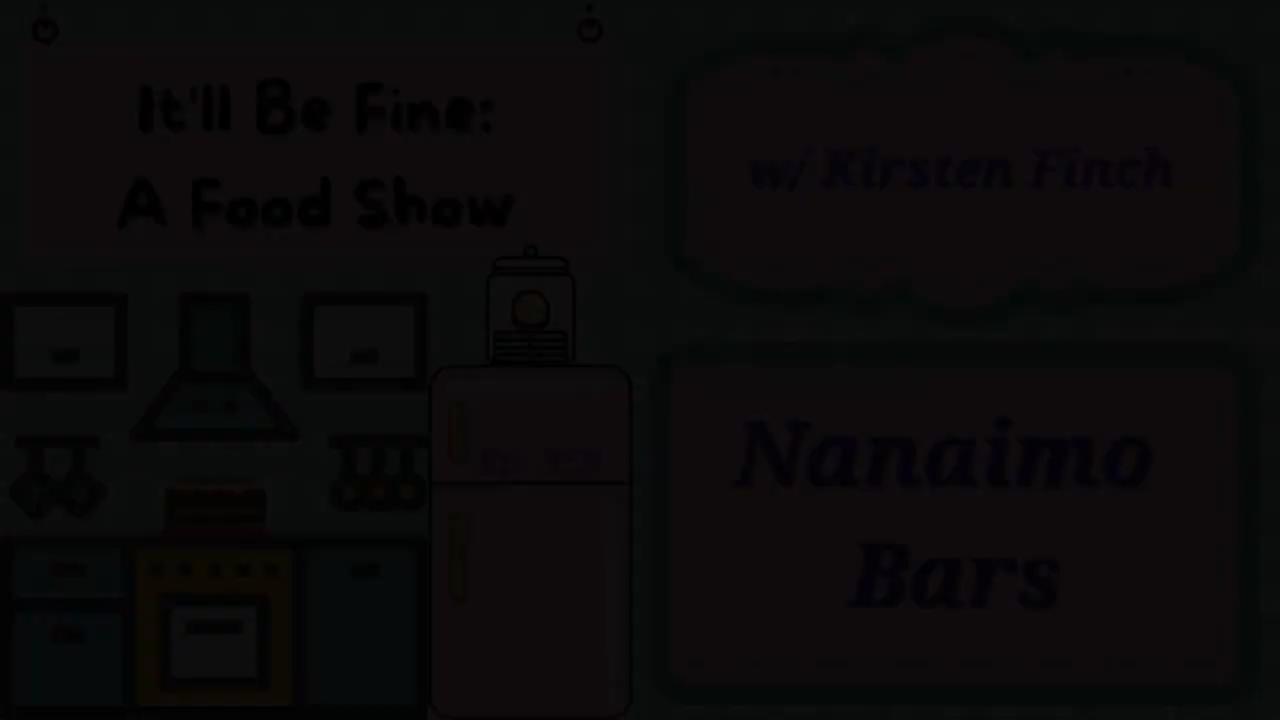 It'll Be Fine:
A Food Show
w/ Kirsten Finch
Nanaimo
Bars